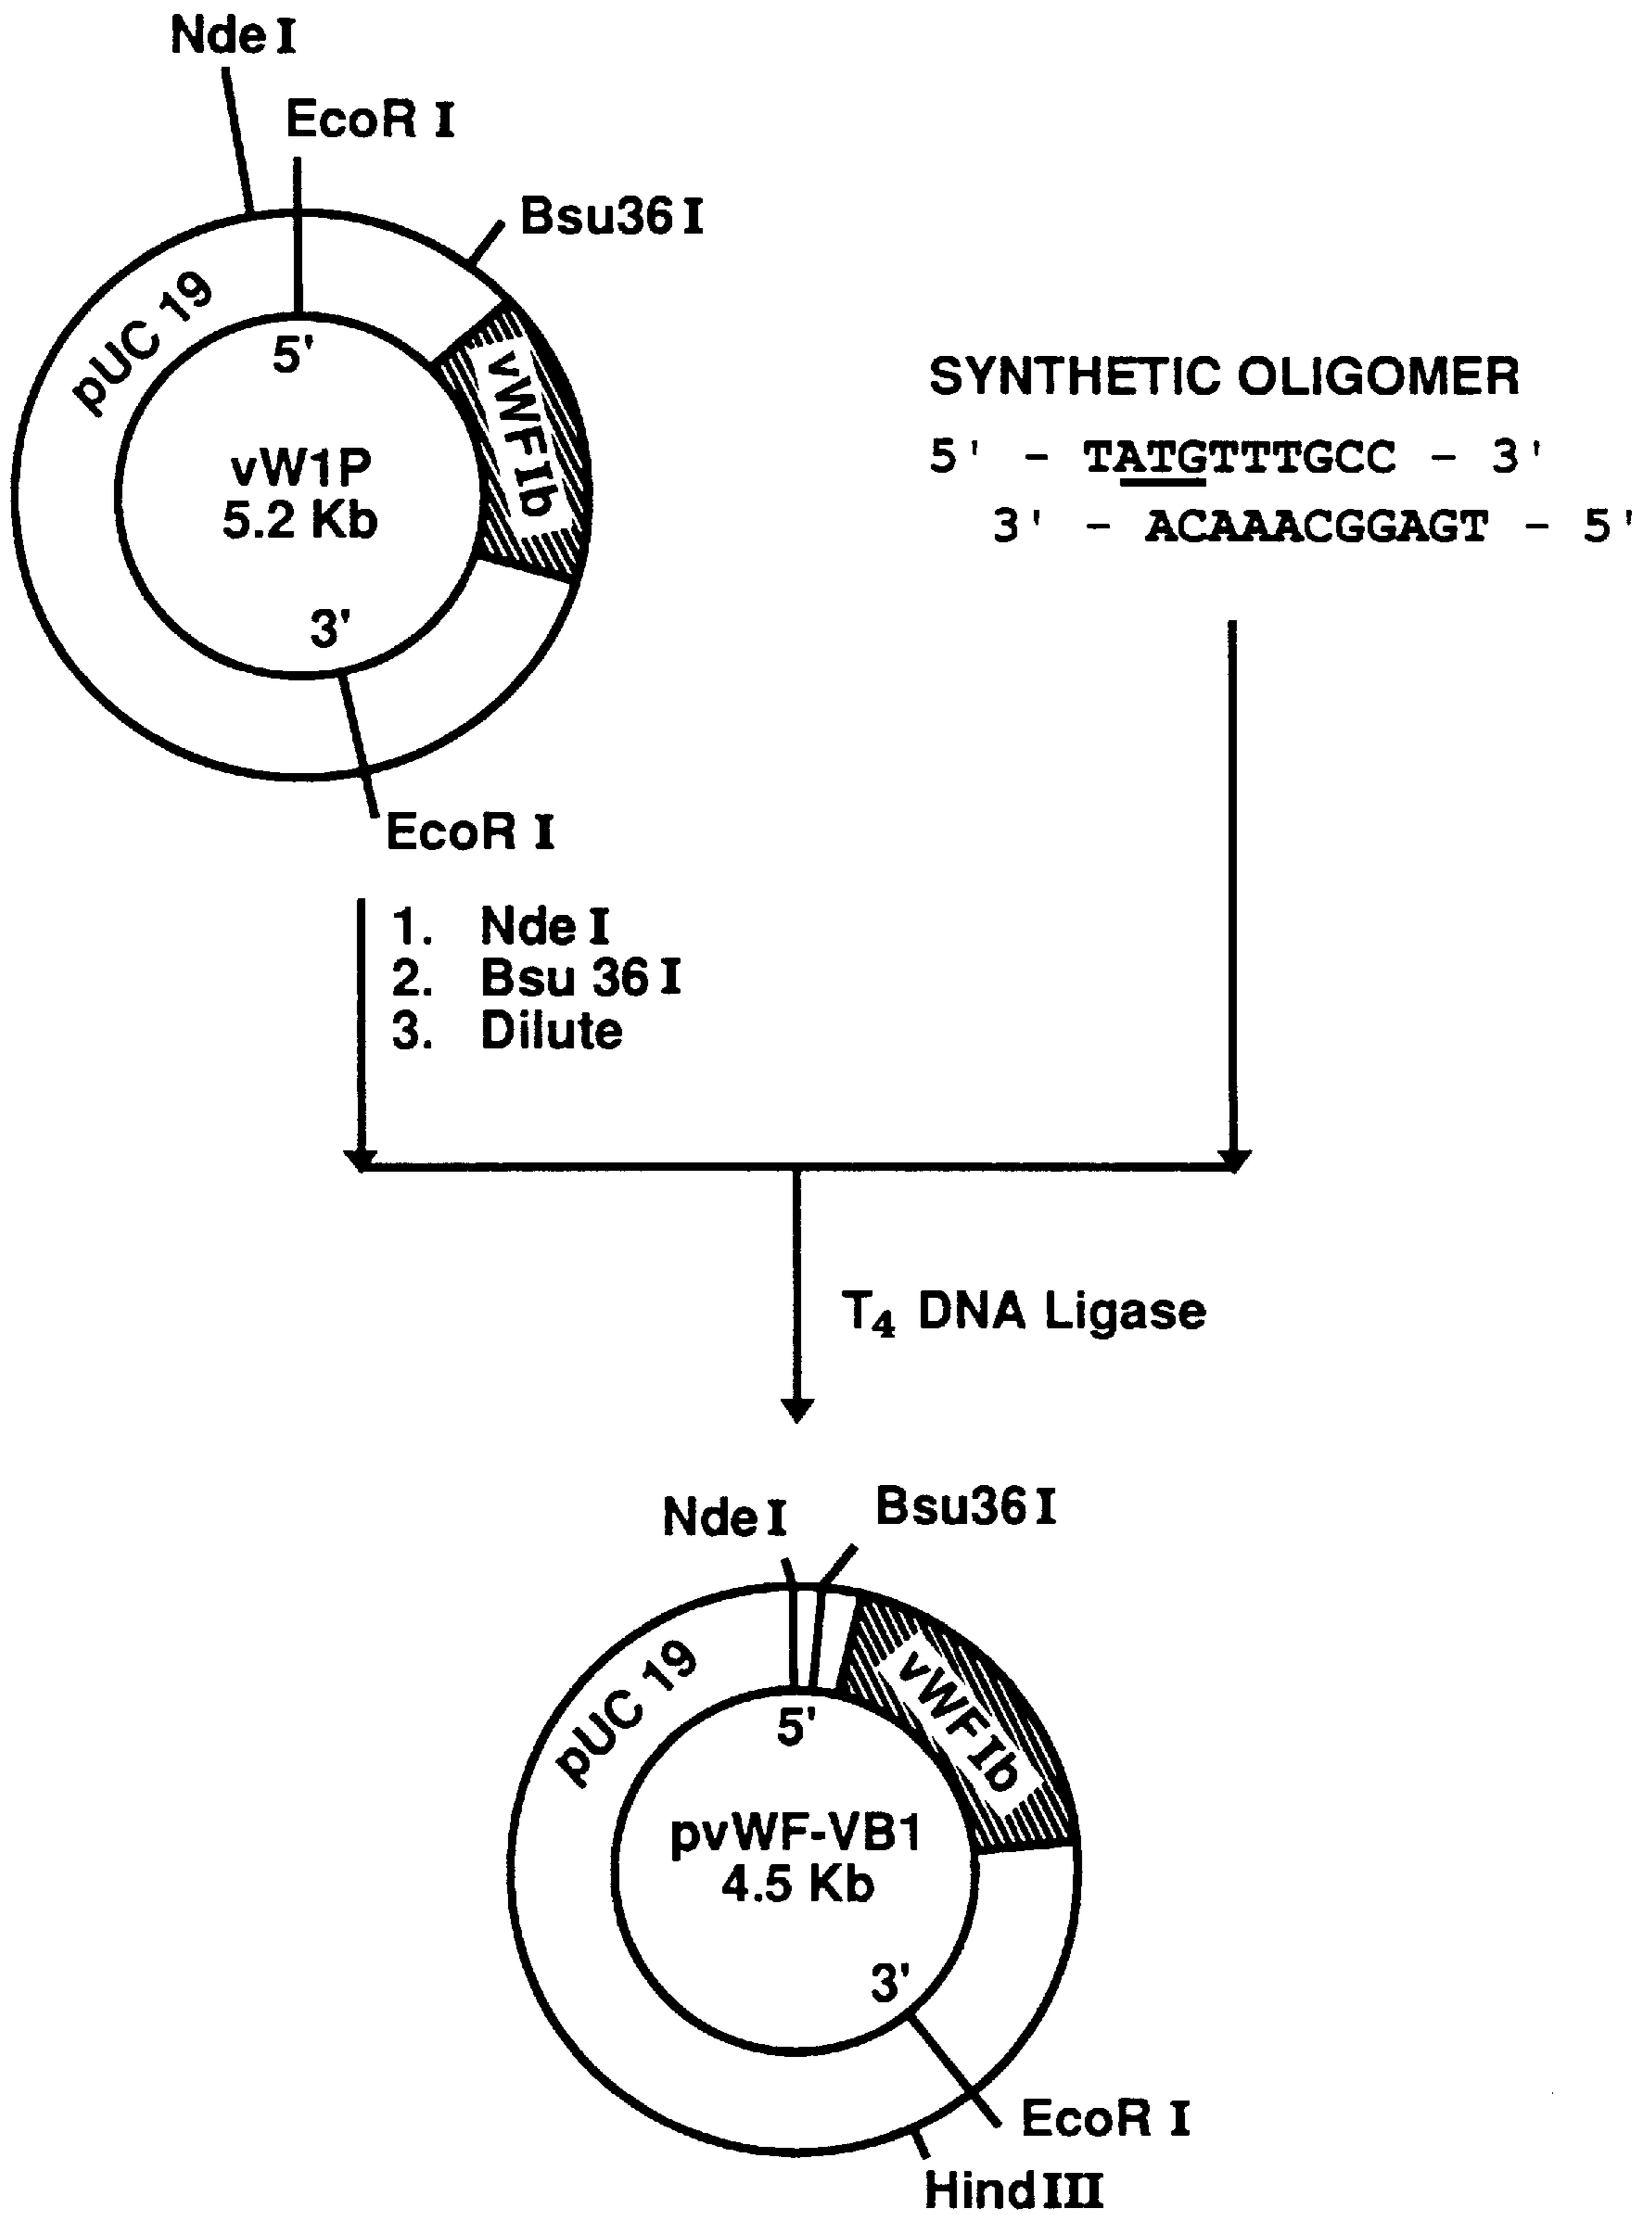 Nde I
EcoR I
Bsu36 I
pUC 19
5'
vWFIb
vW1P
5.2 Kb
3'
EcoR I
SYNTHETIC OLIGOMER
5' - TATGTTTGCC - 3'
3' - ACAAACGGAGT - 5'
1. Nde I
2. Bsu 36 I
3. Dilute
T4 DNA Ligase
Nde I
Bsu36 I
pUC 19
5'
vWFIb
pvWF-VB1
4.5 Kb
3'
EcoR I
Hind III